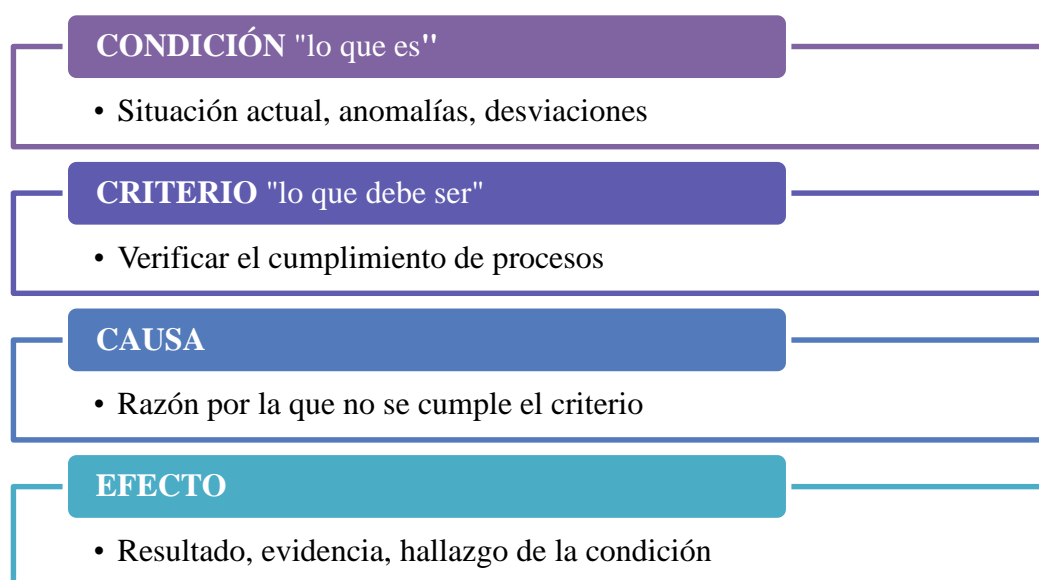 CONDICIÓN "lo que es"
• Situación actual, anomalías, desviaciones
CRITERIO "lo que debe ser"
• Verificar el cumplimiento de procesos
CAUSA
• Razón por la que no se cumple el criterio
EFECTO
• Resultado, evidencia, hallazgo de la condición